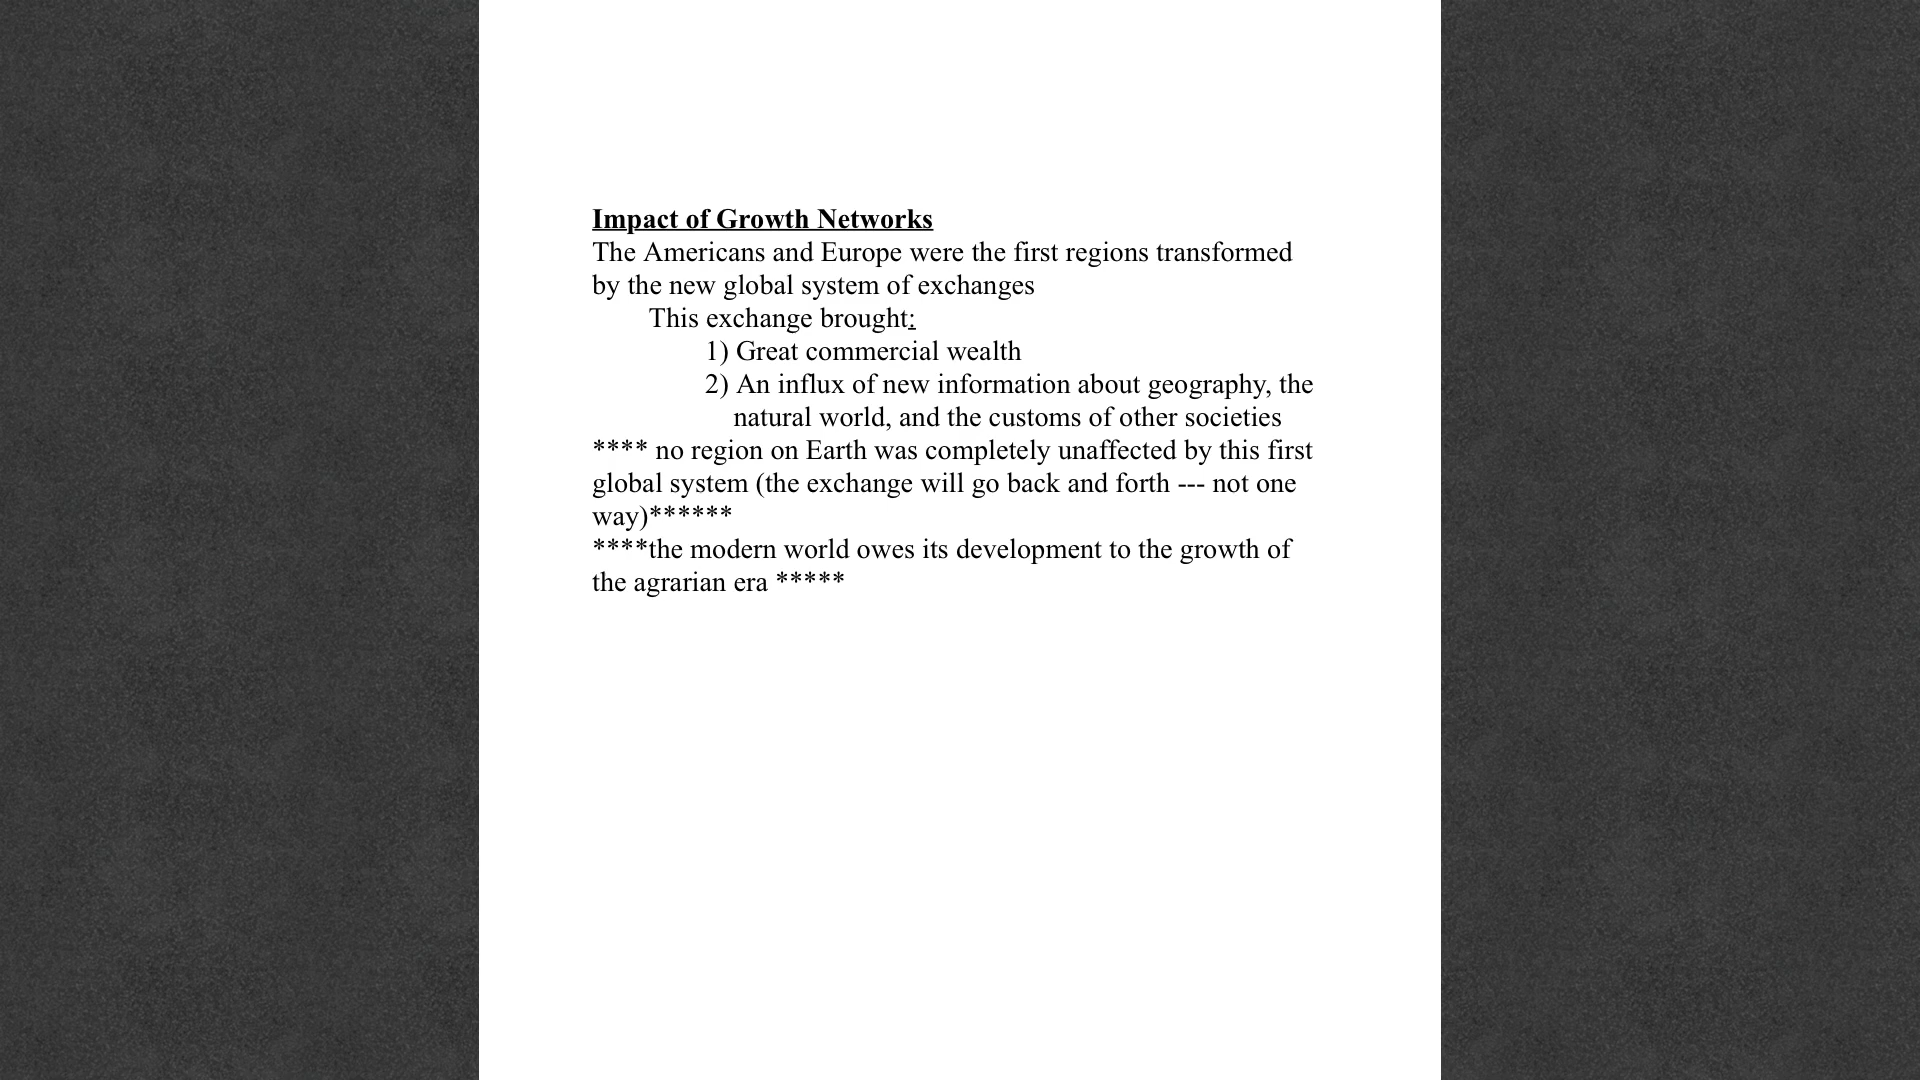 Impact of Growth Networks
The Americans and Europe were the first regions transformed
by the new global system of exchanges
This exchange brought:
1) Great commercial wealth
2) An influx of new information about geography, the
natural world, and the customs of other societies
**** no region on Earth was completely unaffected by this first
global system (the exchange will go back and forth --- not one
way)******
****the modern world owes its development to the growth of
the agrarian era *****